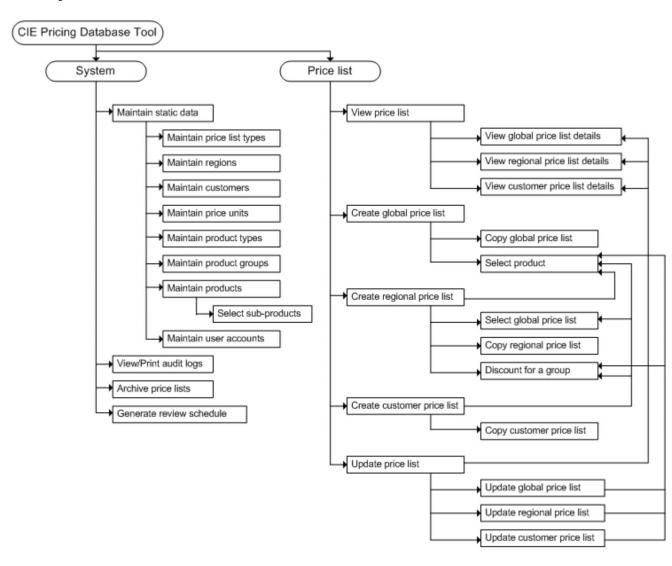 CIE Pricing Database Tool
System
Price list
Maintain static data
Maintain price list types
Maintain regions
Maintain customers
Maintain price units
Maintain product types
Maintain product groups
Maintain products
Select sub-products
Maintain user accounts
View/Print audit logs
Archive price lists
Generate review schedule
View price list
View global price list details
View regional price list details
View customer price list details
Create global price list
Copy global price list
Select product
Create regional price list
Select global price list
Copy regional price list
Discount for a group
Create customer price list
Copy customer price list
Update price list
Update global price list
Update regional price list
Update customer price list